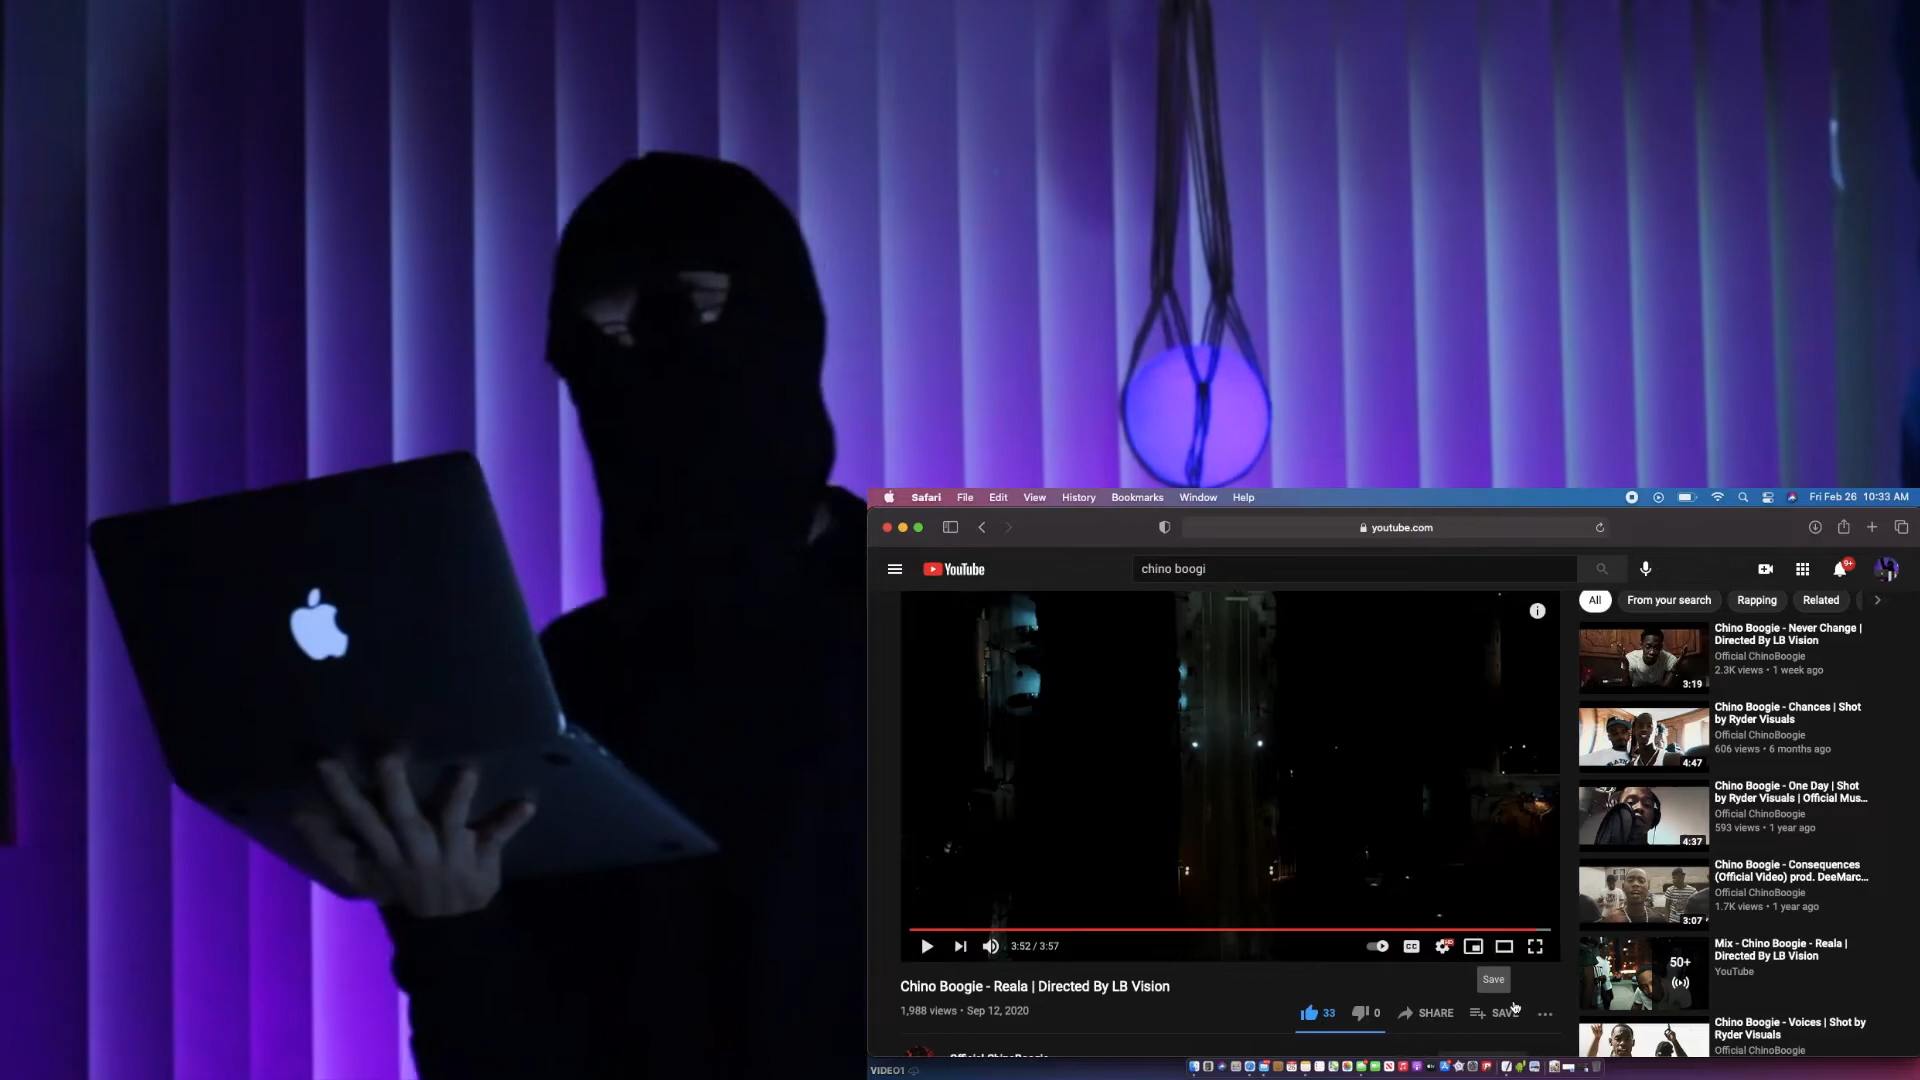 Safari File Edit View History Bookmarks Window Help
Fri Feb 26 10:33 AM
youtube.com
YouTube
chino boogi
9+
All From your search Rapping Related
Chino Boogie - Never Change |
Directed By LB Vision
Official ChinoBoogie
2.3K views • 1 week ago
3:19
Chino Boogie - Chances | Shot
by Ryder Visuals
Official ChinoBoogie
606 views • 6 months ago
4:47
Chino Boogie - One Day | Shot
by Ryder Visuals | Official Mus...
Official ChinoBoogie
593 views • 1 year ago
4:37
Chino Boogie - Consequences
(Official Video) prod. DeeMarc...
Official ChinoBoogie
1.7K views • 1 year ago
3:07
Mix - Chino Boogie - Reala |
Directed By LB Vision
YouTube
50+
Chino Boogie - Voices | Shot by
Ryder Visuals
Official ChinoBoogie
3:52 / 3:57
CC
HD
Save
Chino Boogie - Reala | Directed By LB Vision
1,988 views • Sep 12, 2020
33 0 SHARE SAVE
Official ChinoBoogie
VIDEO1